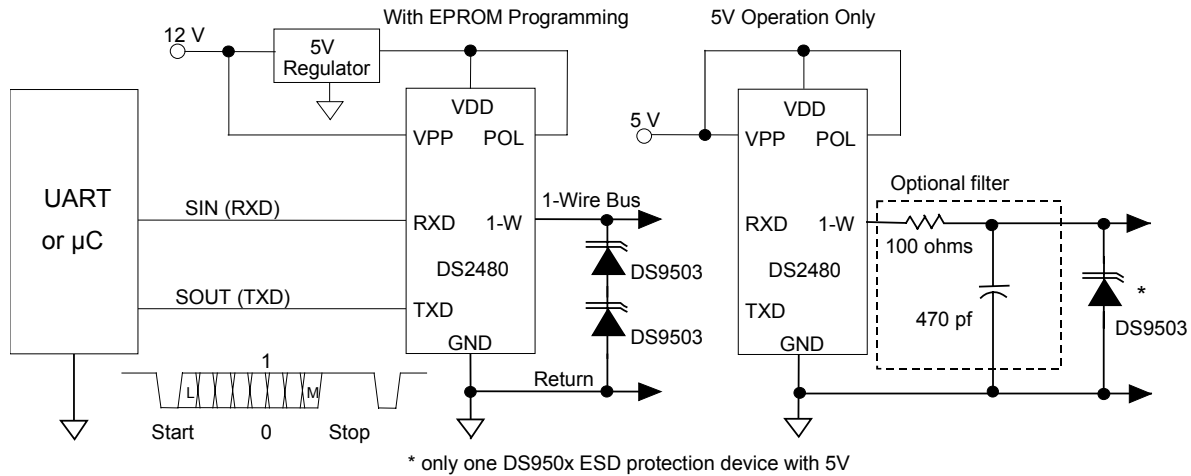 With EPROM Programming
5V Operation Only
12 V
5V
Regulator
VDD
VPP
POL
UART
or µC
SIN (RXD)
SOUT (TXD)
RXD
1-W
DS2480
TXD
GND
1-Wire Bus
DS9503
DS9503
Return
1
L
M
Start
0
Stop
5 V
VDD
VPP
POL
RXD
1-W
DS2480
TXD
GND
Optional filter
100 ohms
470 pf
*
DS9503
* only one DS950x ESD protection device with 5V